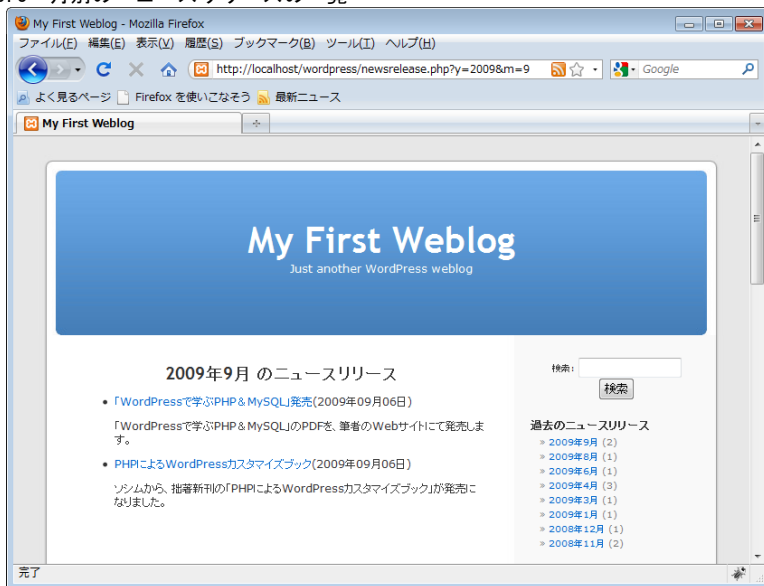 月別のニュースリリースの一覧
My First Weblog - Mozilla Firefox
ファイル(F) 編集(E) 表示(V) 履歴(S) ブックマーク(B) ツール(T) ヘルプ(H)
http://localhost/wordpress/newsrelease.php?y=2009&m=9
Google
よく見るページ Firefox を使いこなそう 最新ニュース
My First Weblog
My First Weblog
Just another WordPress weblog
2009年9月 のニュースリリース
「WordPressで学ぶPHP&MySQL」発売(2009年09月06日)
「WordPressで学ぶPHP&MySQL」のPDFを、筆者のWebサイトにて発売しま
す。
PHPによるWordPressカスタマイズブック(2009年09月06日)
ソシムから、拙著新刊の「PHPによるWordPressカスタマイズブック」が発売に
なりました。
検索:
検索
過去のニュースリリース
» 2009年9月 (2)
» 2009年8月 (1)
» 2009年6月 (1)
» 2009年4月 (3)
» 2009年3月 (1)
» 2009年1月 (1)
» 2008年12月 (1)
» 2008年11月 (2)
完了